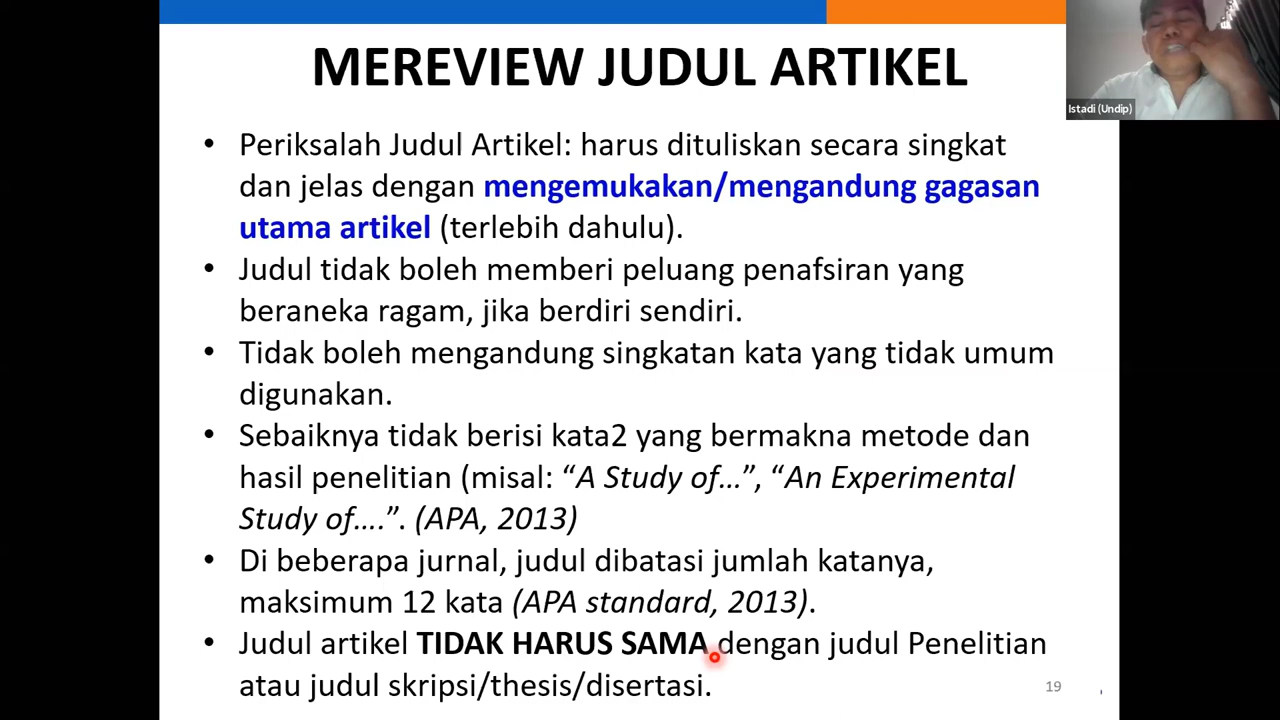 MEREVIEW JUDUL ARTIKEL
Istadi (Undip)
• Periksalah Judul Artikel: harus dituliskan secara singkat
dan jelas dengan mengemukakan/mengandung gagasan
utama artikel (terlebih dahulu).
• Judul tidak boleh memberi peluang penafsiran yang
beraneka ragam, jika berdiri sendiri.
• Tidak boleh mengandung singkatan kata yang tidak umum
digunakan.
• Sebaiknya tidak berisi kata2 yang bermakna metode dan
hasil penelitian (misal: “A Study of…”, “An Experimental
Study of….”. (APA, 2013)
• Di beberapa jurnal, judul dibatasi jumlah katanya,
maksimum 12 kata (APA standard, 2013).
• Judul artikel TIDAK HARUS SAMA dengan judul Penelitian
atau judul skripsi/thesis/disertasi.
19